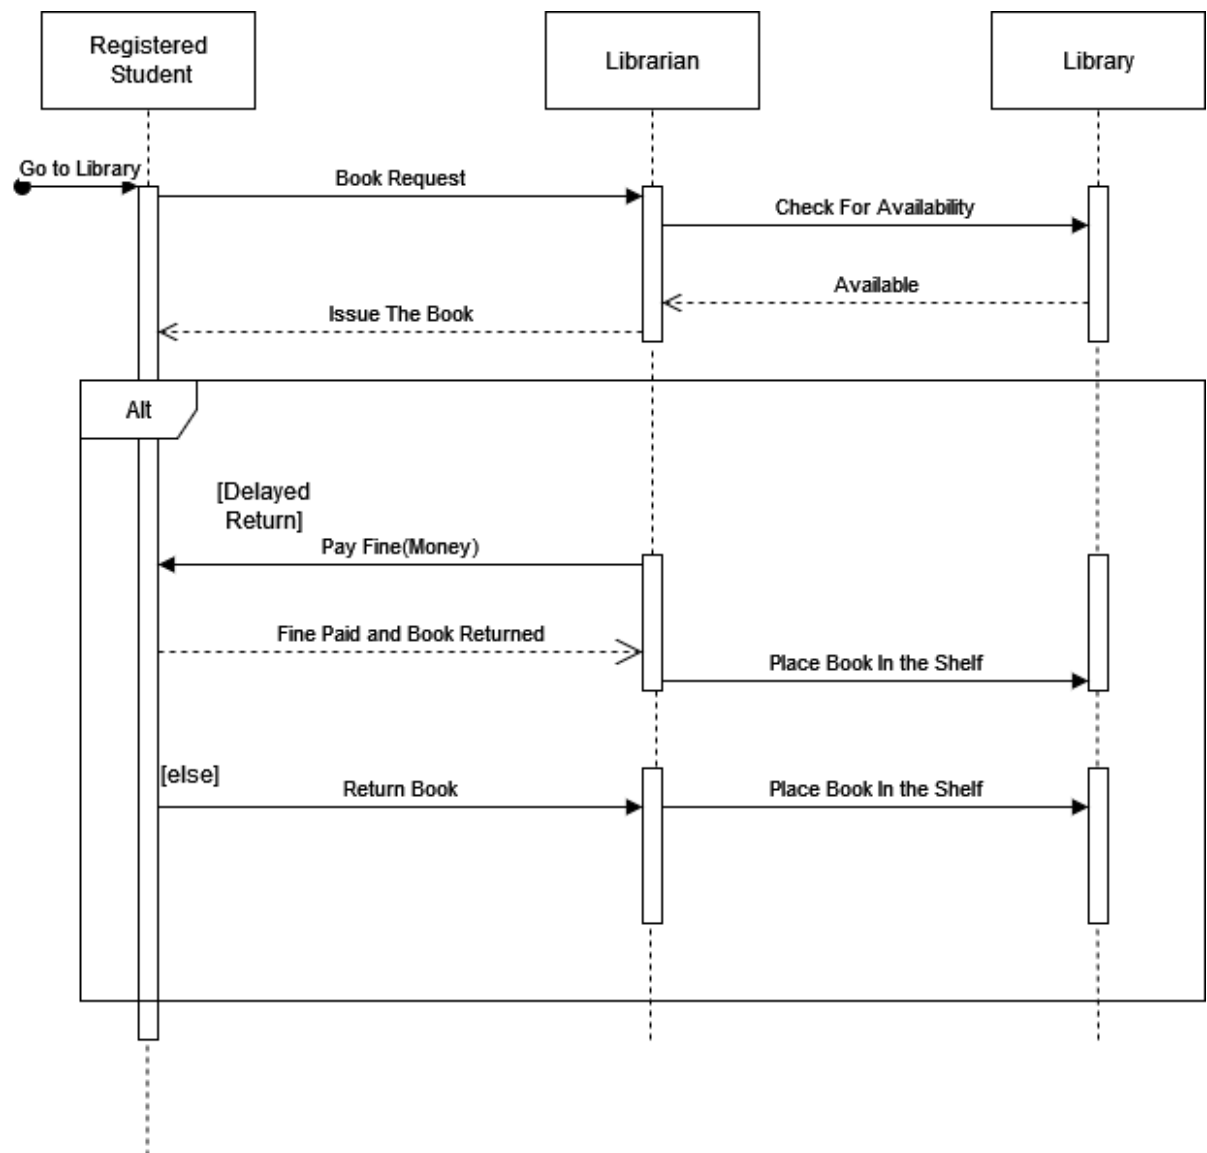 Registered
Student
Librarian
Library
Go to Library
Book Request
Check For Availability
Available
Issue The Book
Alt
[Delayed
Return]
Pay Fine(Money)
Fine Paid and Book Returned
Place Book In the Shelf
[else]
Return Book
Place Book In the Shelf